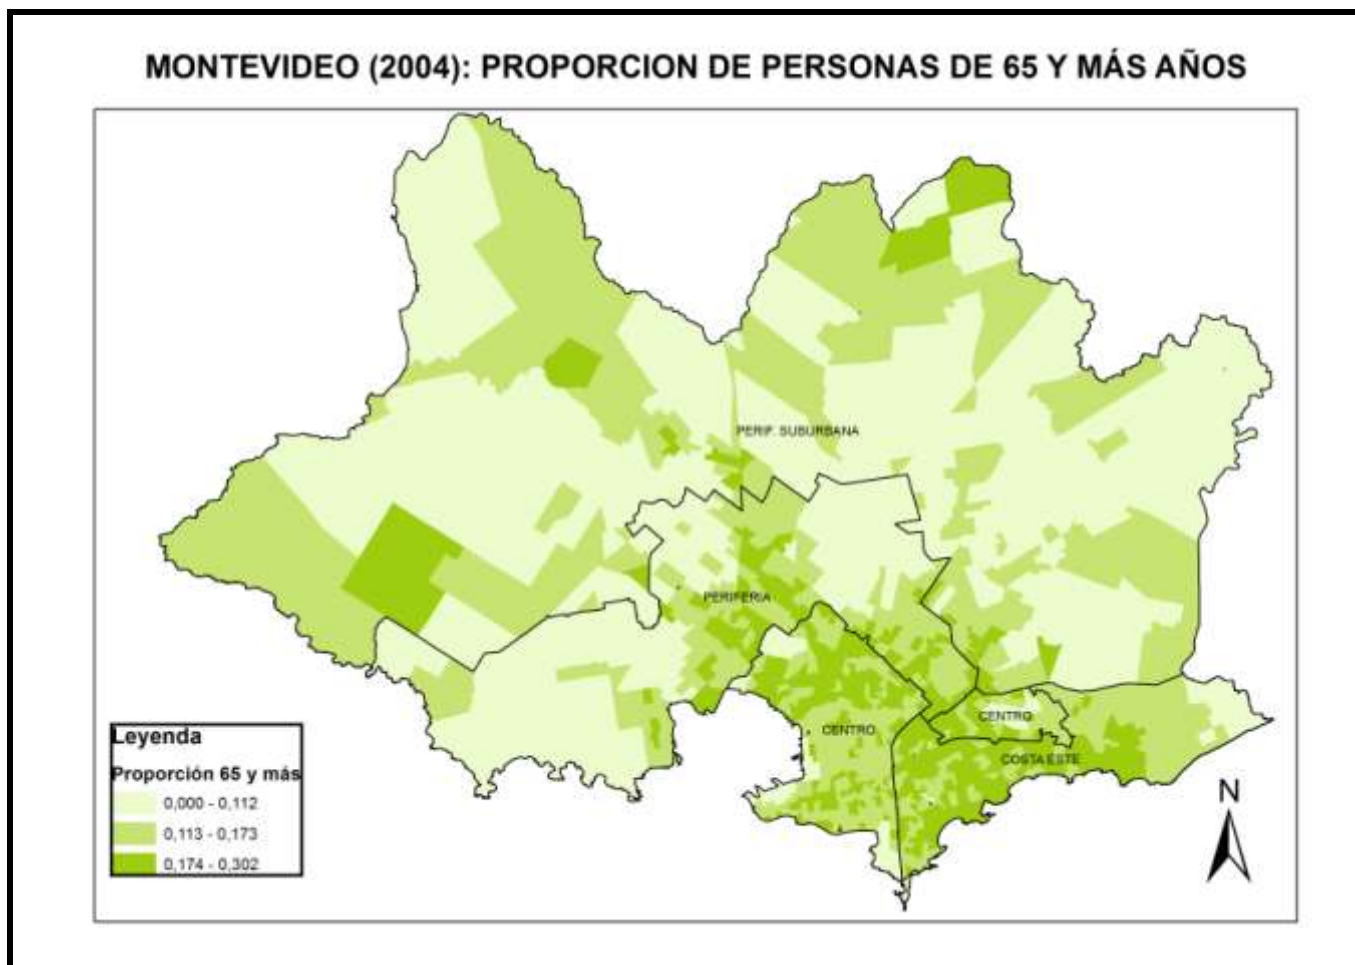 MONTEVIDEO (2004): PROPORCION DE PERSONAS DE 65 Y MÁS AÑOS
PERIF. SUBURBANA
PERIFERIA
CENTRO
CENTRO
COSTA ESTE
Leyenda
Proporción 65 y más
0,000 - 0,112
0,113 - 0,173
0,174 - 0,302
N